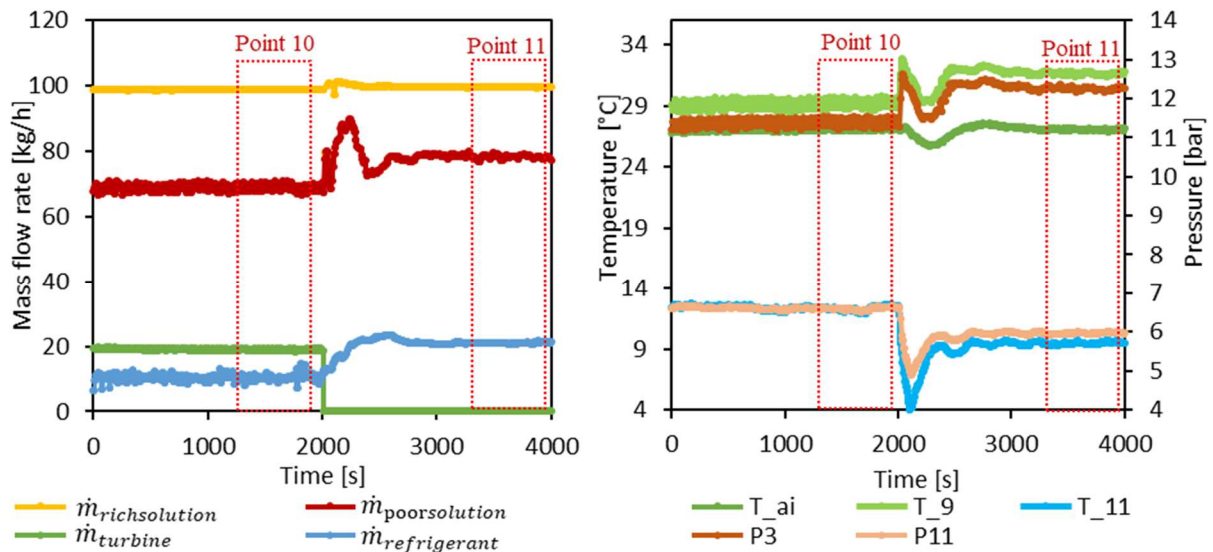 120
100
80
60
40
20
0
Mass flow rate [kg/h]
Point 10
Point 11
0 1000 2000 3000 4000
Time [s]
ṁrichsolution
ṁpoorsolution
ṁturbine
ṁrefrigerant
34
29
24
19
14
9
4
Temperature [°C]
Point 10
Point 11
14
13
12
11
10
9
8
7
6
5
4
Pressure [bar]
0 1000 2000 3000 4000
Time [s]
T_ai
T_9
T_11
P3
P11